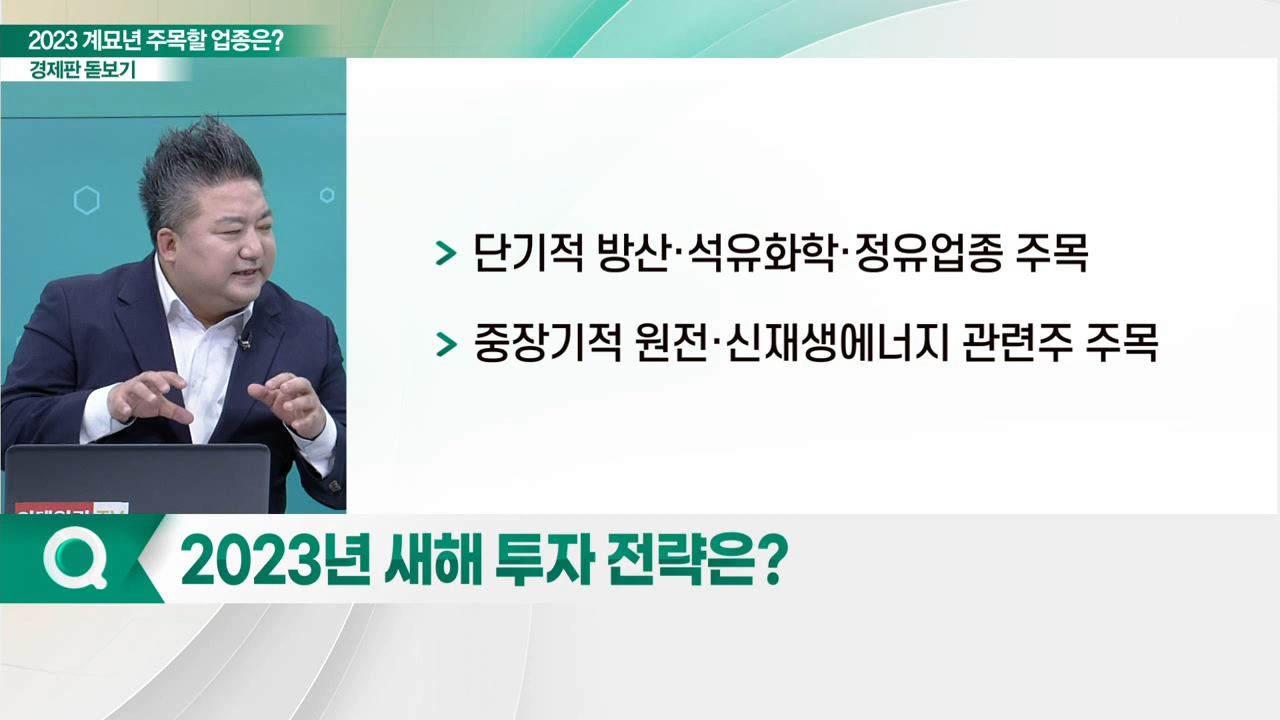 2023 계묘년 주목할 업종은?
경제판 돋보기
> 단기적 방산·석유화학·정유업종 주목
> 중장기적 원전·신재생에너지 관련주 주목
Q 2023년 새해 투자 전략은?